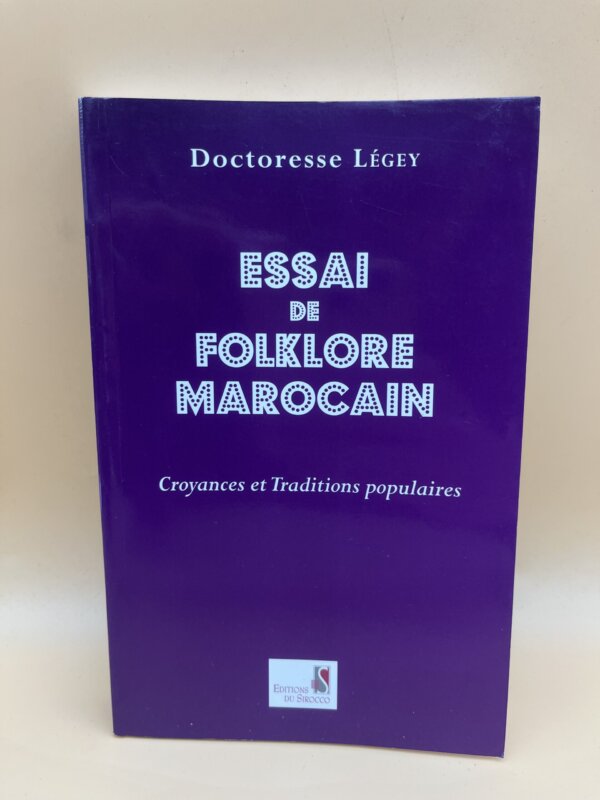 Doctoresse LÉGEY
ESSAI
DE
FOLKLORE
MAROCAIN
Croyances et Traditions populaires
S
EDITIONS
DU SIROCCO